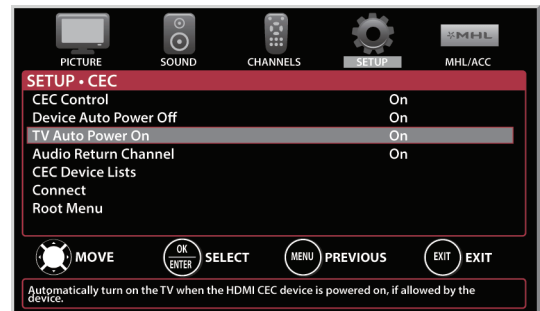 MHL
PICTURE SOUND CHANNELS SETUP MHL/ACC
SETUP • CEC
CEC Control On
Device Auto Power Off On
TV Auto Power On On
Audio Return Channel On
CEC Device Lists
Connect
Root Menu
MOVE OK ENTER SELECT MENU PREVIOUS EXIT EXIT
Automatically turn on the TV when the HDMI CEC device is powered on, if allowed by the
device.